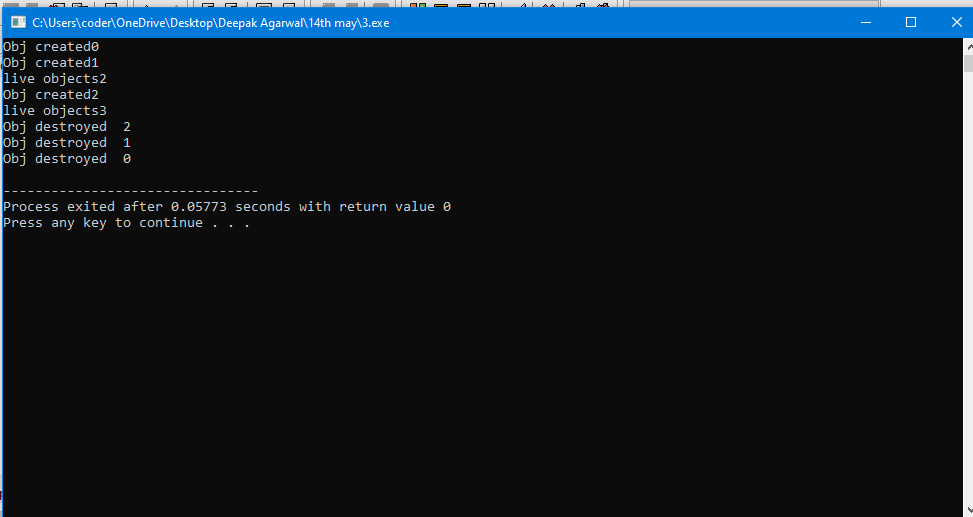 C:\Users\coder\OneDrive\Desktop\Deepak Agarwal\14th may\3.exe
Obj created0
Obj created1
live objects2
Obj created2
live objects3
Obj destroyed  2
Obj destroyed  1
Obj destroyed  0
--------------------------------
Process exited after 0.05773 seconds with return value 0
Press any key to continue . . .